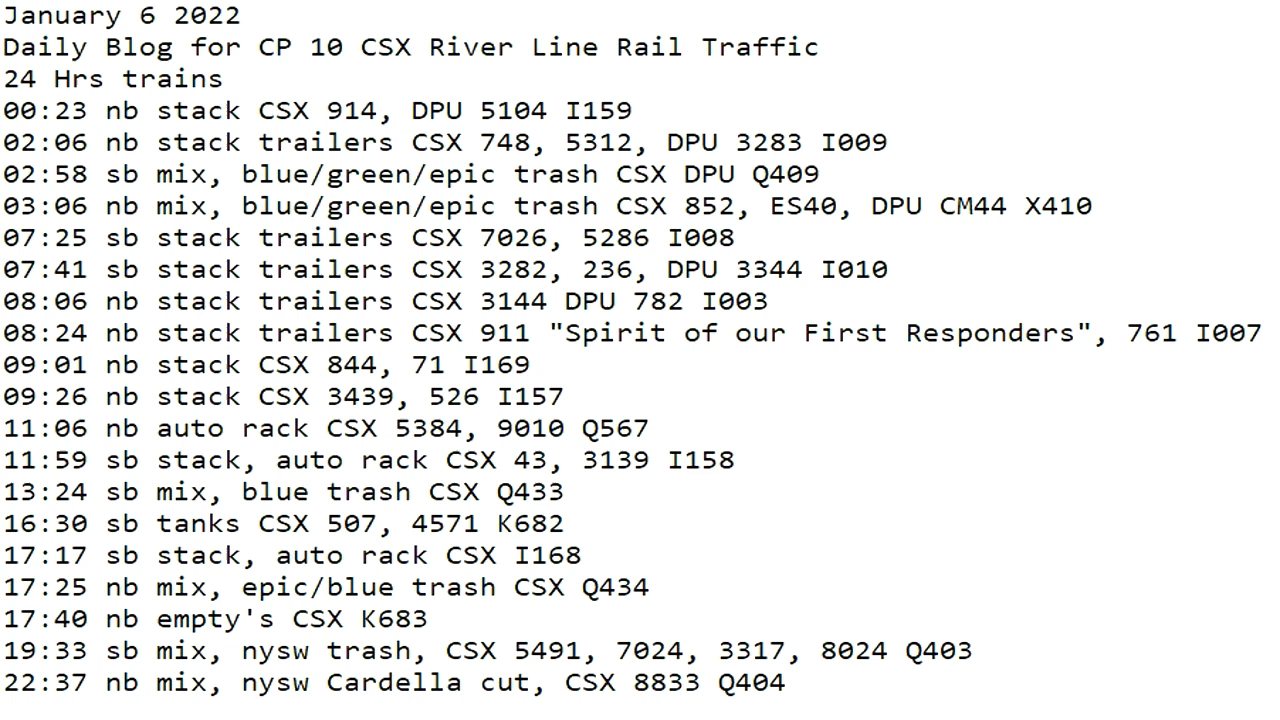 January 6 2022
Daily Blog for CP 10 CSX River Line Rail Traffic
24 Hrs trains
00:23 nb stack CSX 914, DPU 5104 I159
02:06 nb stack trailers CSX 748, 5312, DPU 3283 I009
02:58 sb mix, blue/green/epic trash CSX DPU Q409
03:06 nb mix, blue/green/epic trash CSX 852, ES40, DPU CM44 X410
07:25 sb stack trailers CSX 7026, 5286 I008
07:41 sb stack trailers CSX 3282, 236, DPU 3344 I010
08:06 nb stack trailers CSX 3144 DPU 782 I003
08:24 nb stack trailers CSX 911 "Spirit of our First Responders", 761 I007
09:01 nb stack CSX 844, 71 I169
09:26 nb stack CSX 3439, 526 I157
11:06 nb auto rack CSX 5384, 9010 Q567
11:59 sb stack, auto rack CSX 43, 3139 I158
13:24 sb mix, blue trash CSX Q433
16:30 sb tanks CSX 507, 4571 K682
17:17 sb stack, auto rack CSX I168
17:25 nb mix, epic/blue trash CSX Q434
17:40 nb empty's CSX K683
19:33 sb mix, nysw trash, CSX 5491, 7024, 3317, 8024 Q403
22:37 nb mix, nysw Cardella cut, CSX 8833 Q404